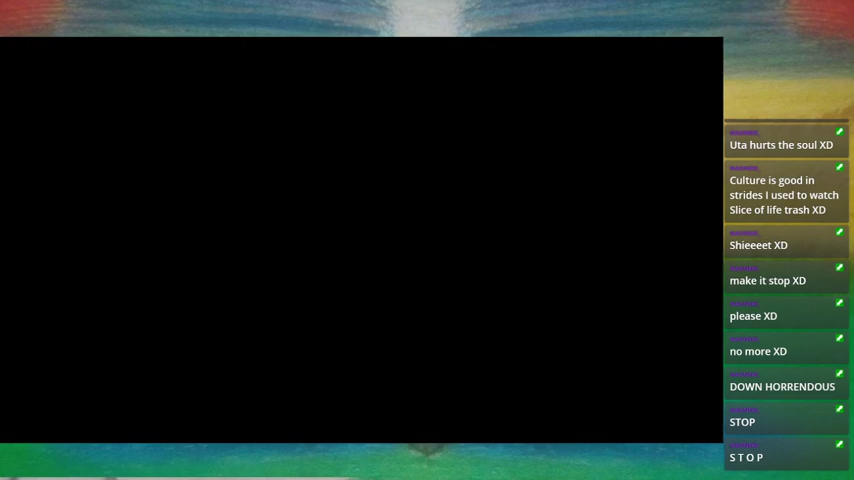 Uta hurts the soul XD
Culture is good in
strides I used to watch
Slice of life trash XD
Shieeeet XD
make it stop XD
please XD
no more XD
DOWN HORRENDOUS
STOP
S T O P